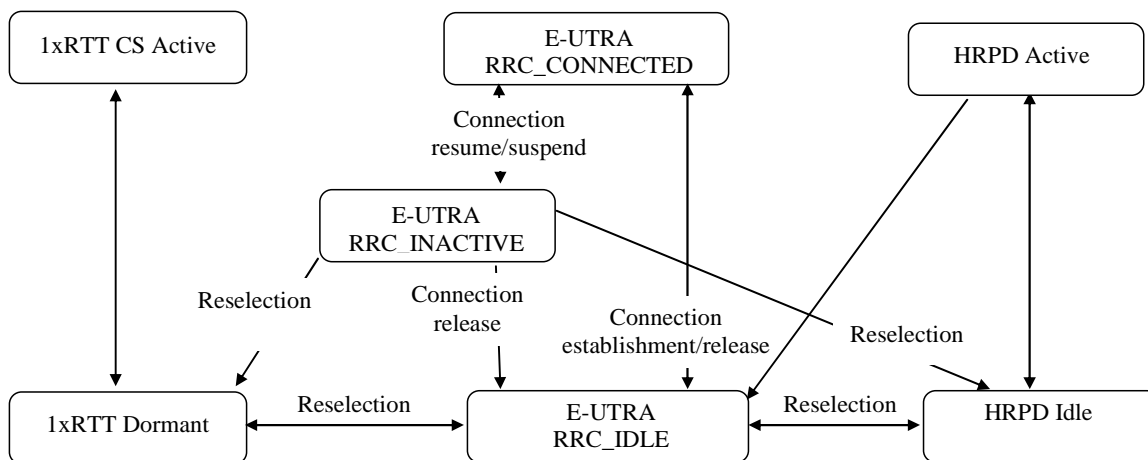 1xRTT CS Active
E-UTRA
RRC_CONNECTED
HRPD Active
Connection
resume/suspend
E-UTRA
RRC_INACTIVE
Reselection
Connection
release
Connection
establishment/release
Reselection
1xRTT Dormant
Reselection
E-UTRA
RRC_IDLE
Reselection
HRPD Idle